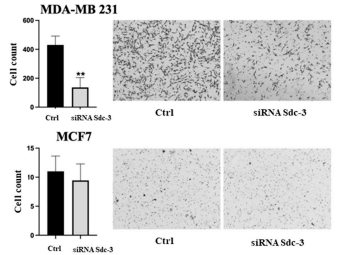 MDA-MB 231
Cell count
600
400
200
0
**
Ctrl
siRNA Sdc-3
Ctrl
siRNA Sdc-3
MCF7
Cell count
15
10
5
0
Ctrl
siRNA Sdc-3
Ctrl
siRNA Sdc-3